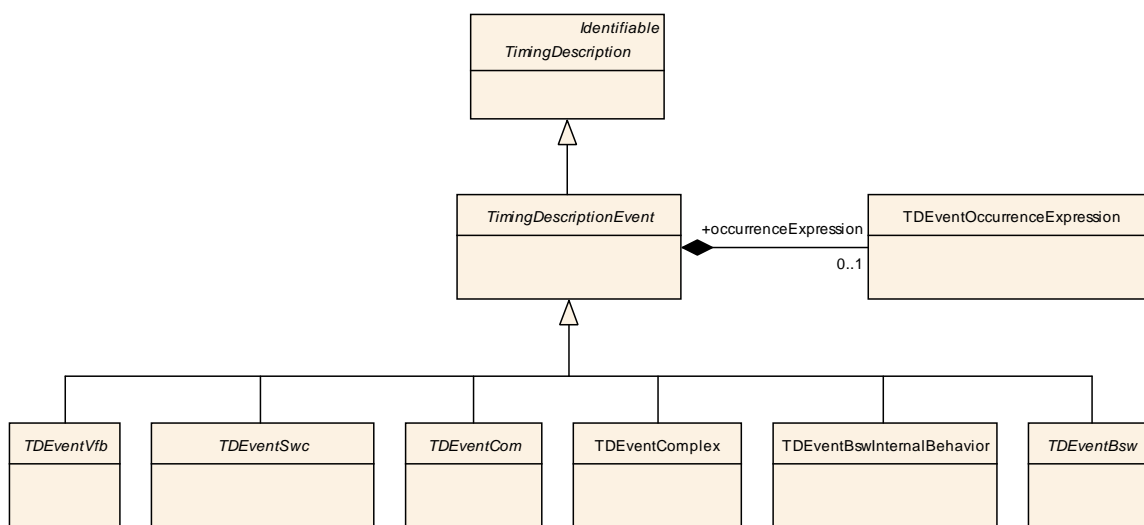 Identifiable
TimingDescription
TimingDescriptionEvent
+occurrenceExpression
0..1
TDEventOccurrenceExpression
TDEventVfb
TDEventSwc
TDEventCom
TDEventComplex
TDEventBswInternalBehavior
TDEventBsw